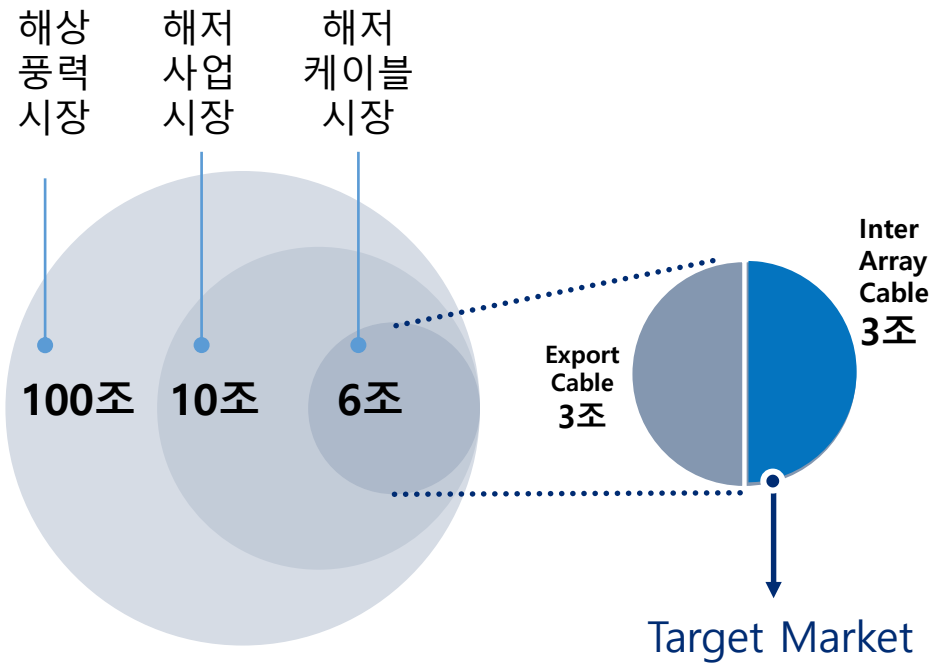 해상
풍력
시장
해저
사업
시장
해저
케이블
시장
100조
10조
6조
Export
Cable
3조
Inter
Array
Cable
3조
Target Market